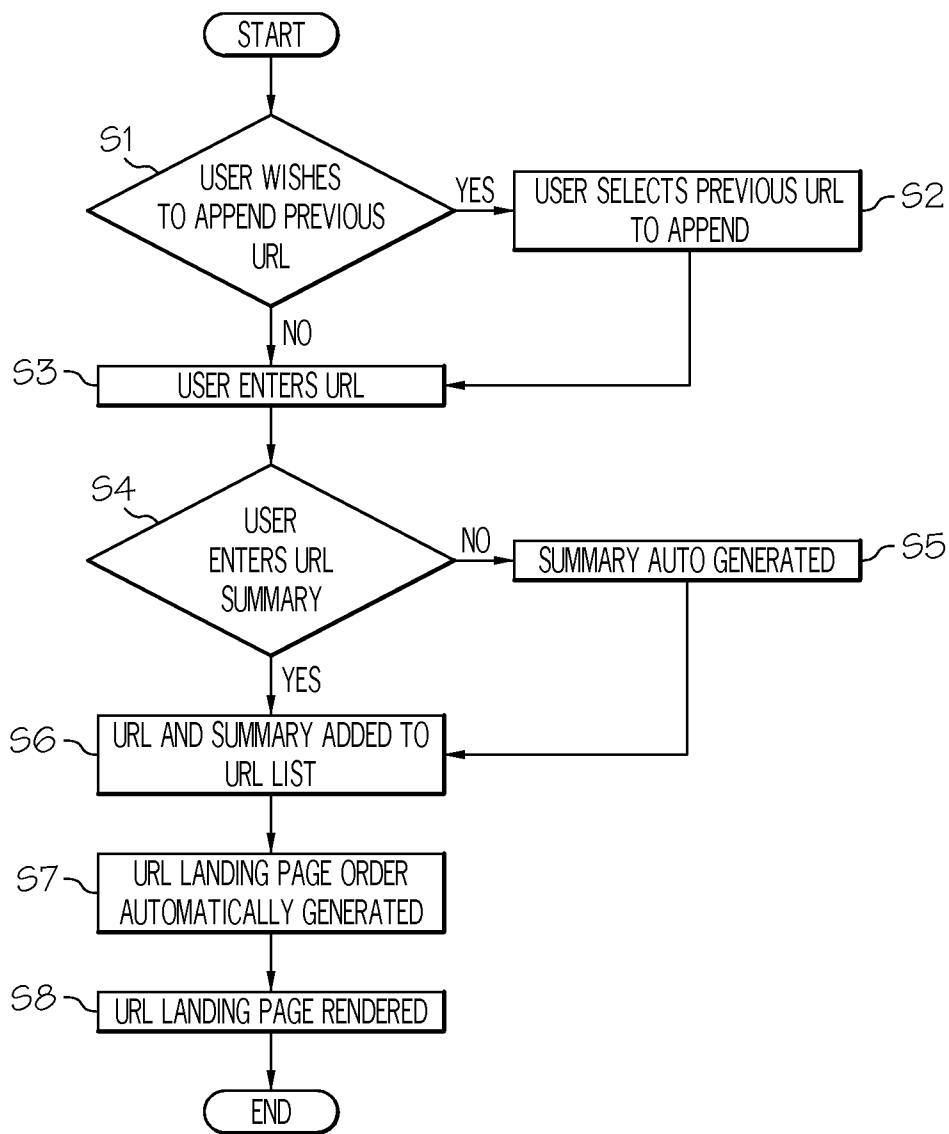 START
S1
USER WISHES
TO APPEND PREVIOUS
URL
YES
USER SELECTS PREVIOUS URL
TO APPEND
S2
NO
S3
USER ENTERS URL
S4
USER
ENTERS URL
SUMMARY
NO
SUMMARY AUTO GENERATED
S5
YES
S6
URL AND SUMMARY ADDED TO
URL LIST
S7
URL LANDING PAGE ORDER
AUTOMATICALLY GENERATED
S8
URL LANDING PAGE RENDERED
END